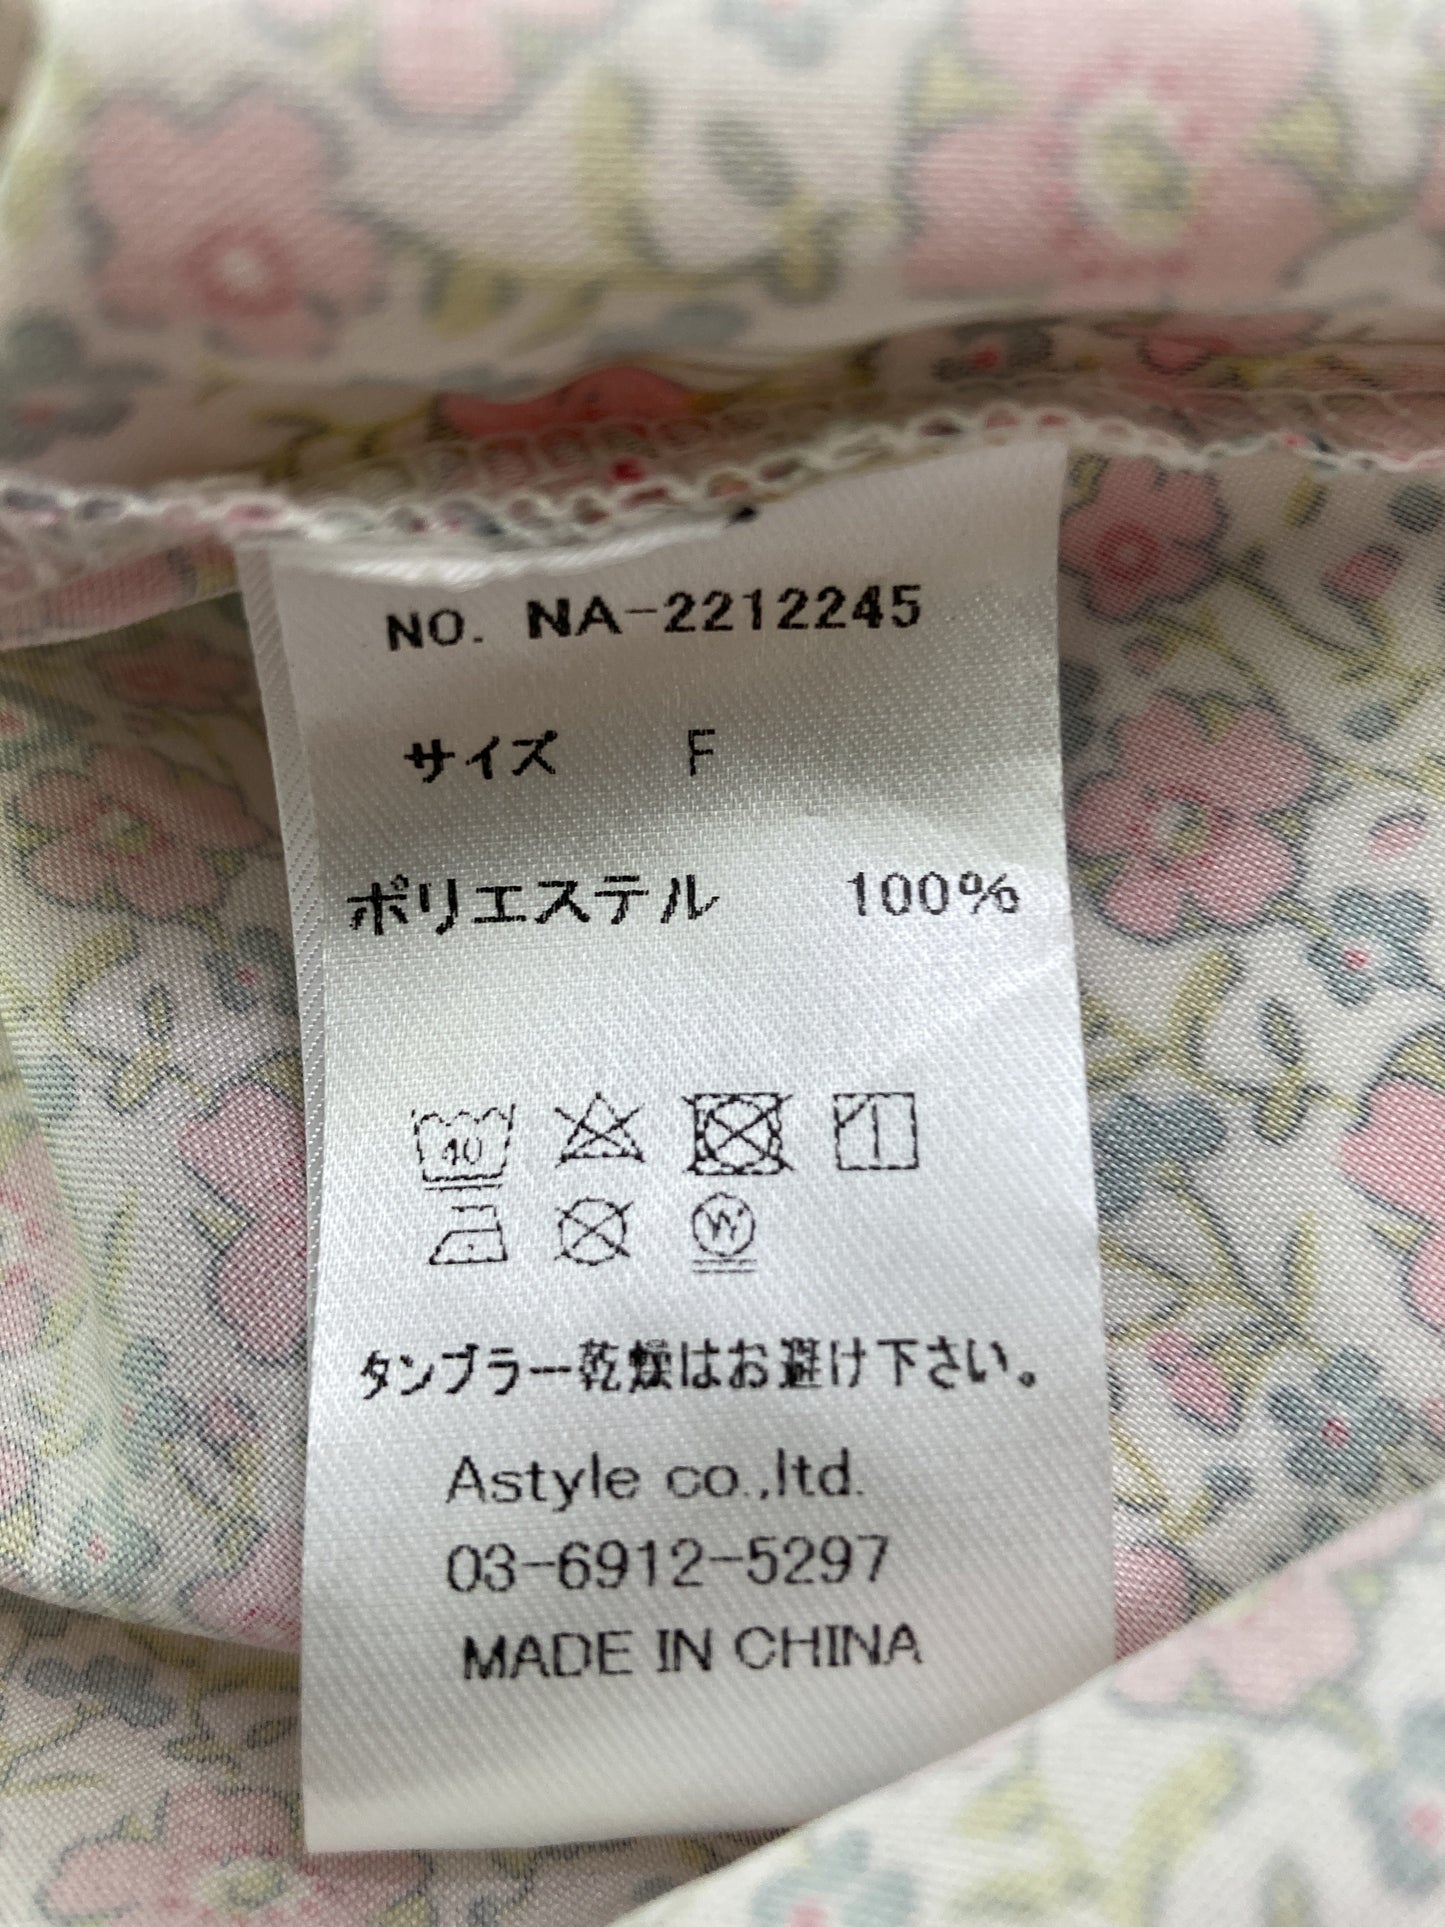 NO. NA-2212245
サイズ F
ポリエステル 100%
40
W
タンブラー乾燥はお避け下さい。
Astyle co.,ltd.
03-6912-5297
MADE IN CHINA